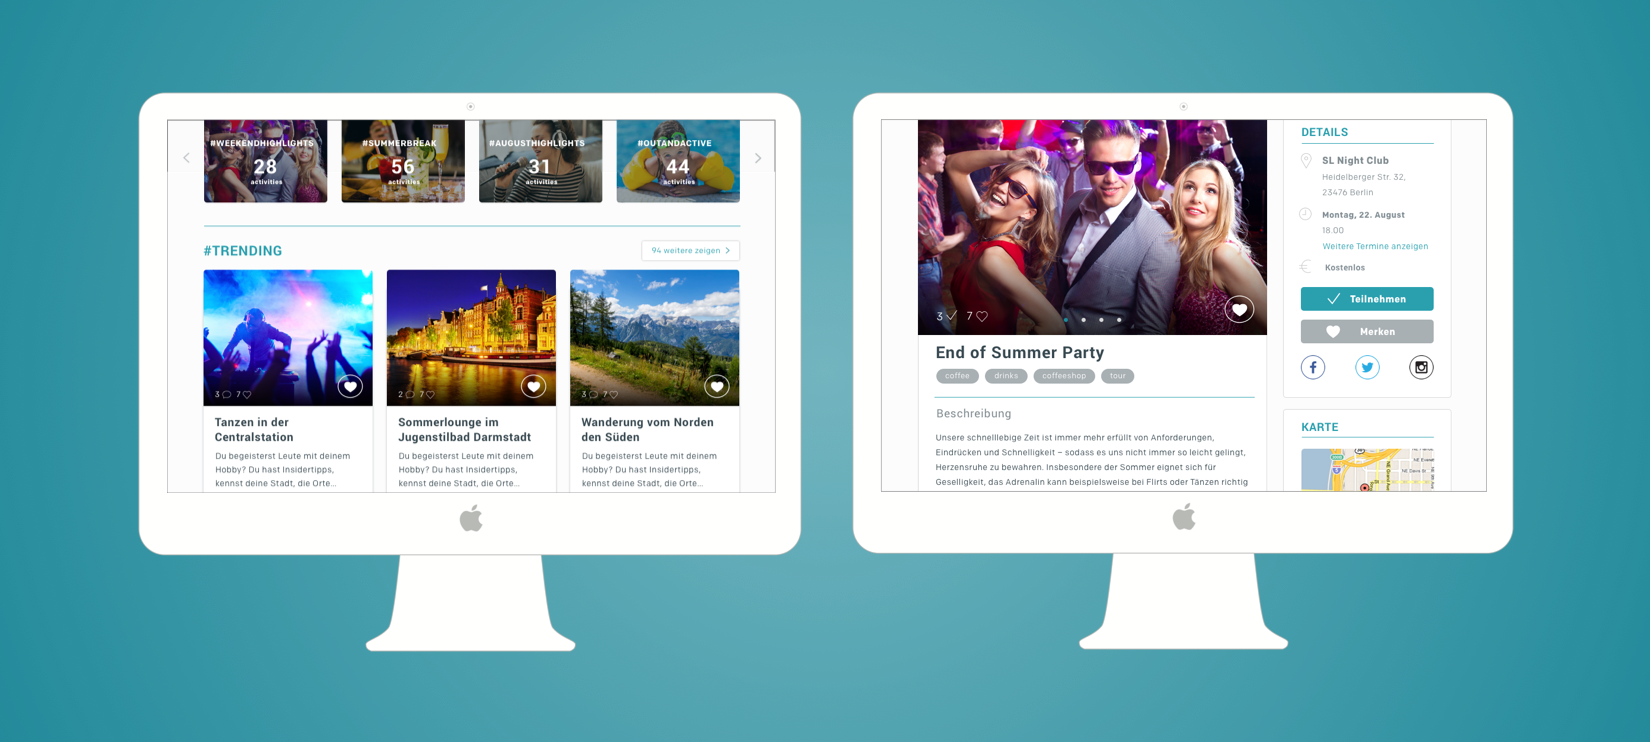 #WEEKENDHIGHLIGHTS
28
activities
#SUMMERBREAK
56
activities
#AUGUSTHIGHLIGHTS
31
activities
#OUTANDACTIVE
44
activities
#TRENDING
94 weitere zeigen
3 7
2 7
3 7
Tanzen in der
Centralstation
Du begeisterst Leute mit deinem
Hobby? Du hast Insidertipps,
kennst deine Stadt, die Orte...
Sommerlounge im
Jugenstilbad Darmstadt
Du begeisterst Leute mit deinem
Hobby? Du hast Insidertipps,
kennst deine Stadt, die Orte...
Wanderung vom Norden
den Süden
Du begeisterst Leute mit deinem
Hobby? Du hast Insidertipps,
kennst deine Stadt, die Orte...
3 7
End of Summer Party
coffee drinks coffeeshop tour
Beschreibung
Unsere schnelllebige Zeit ist immer mehr erfüllt von Anforderungen,
Eindrücken und Schnelligkeit – sodass es uns nicht immer so leicht gelingt,
Herzensruhe zu bewahren. Insbesondere der Sommer eignet sich für
Geselligkeit, das Adrenalin kann beispielsweise bei Flirts oder Tänzen richtig
DETAILS
SL Night Club
Heidelberger Str. 32,
23476 Berlin
Montag, 22. August
18.00
Weitere Termine anzeigen
Kostenlos
Teilnehmen
Merken
KARTE